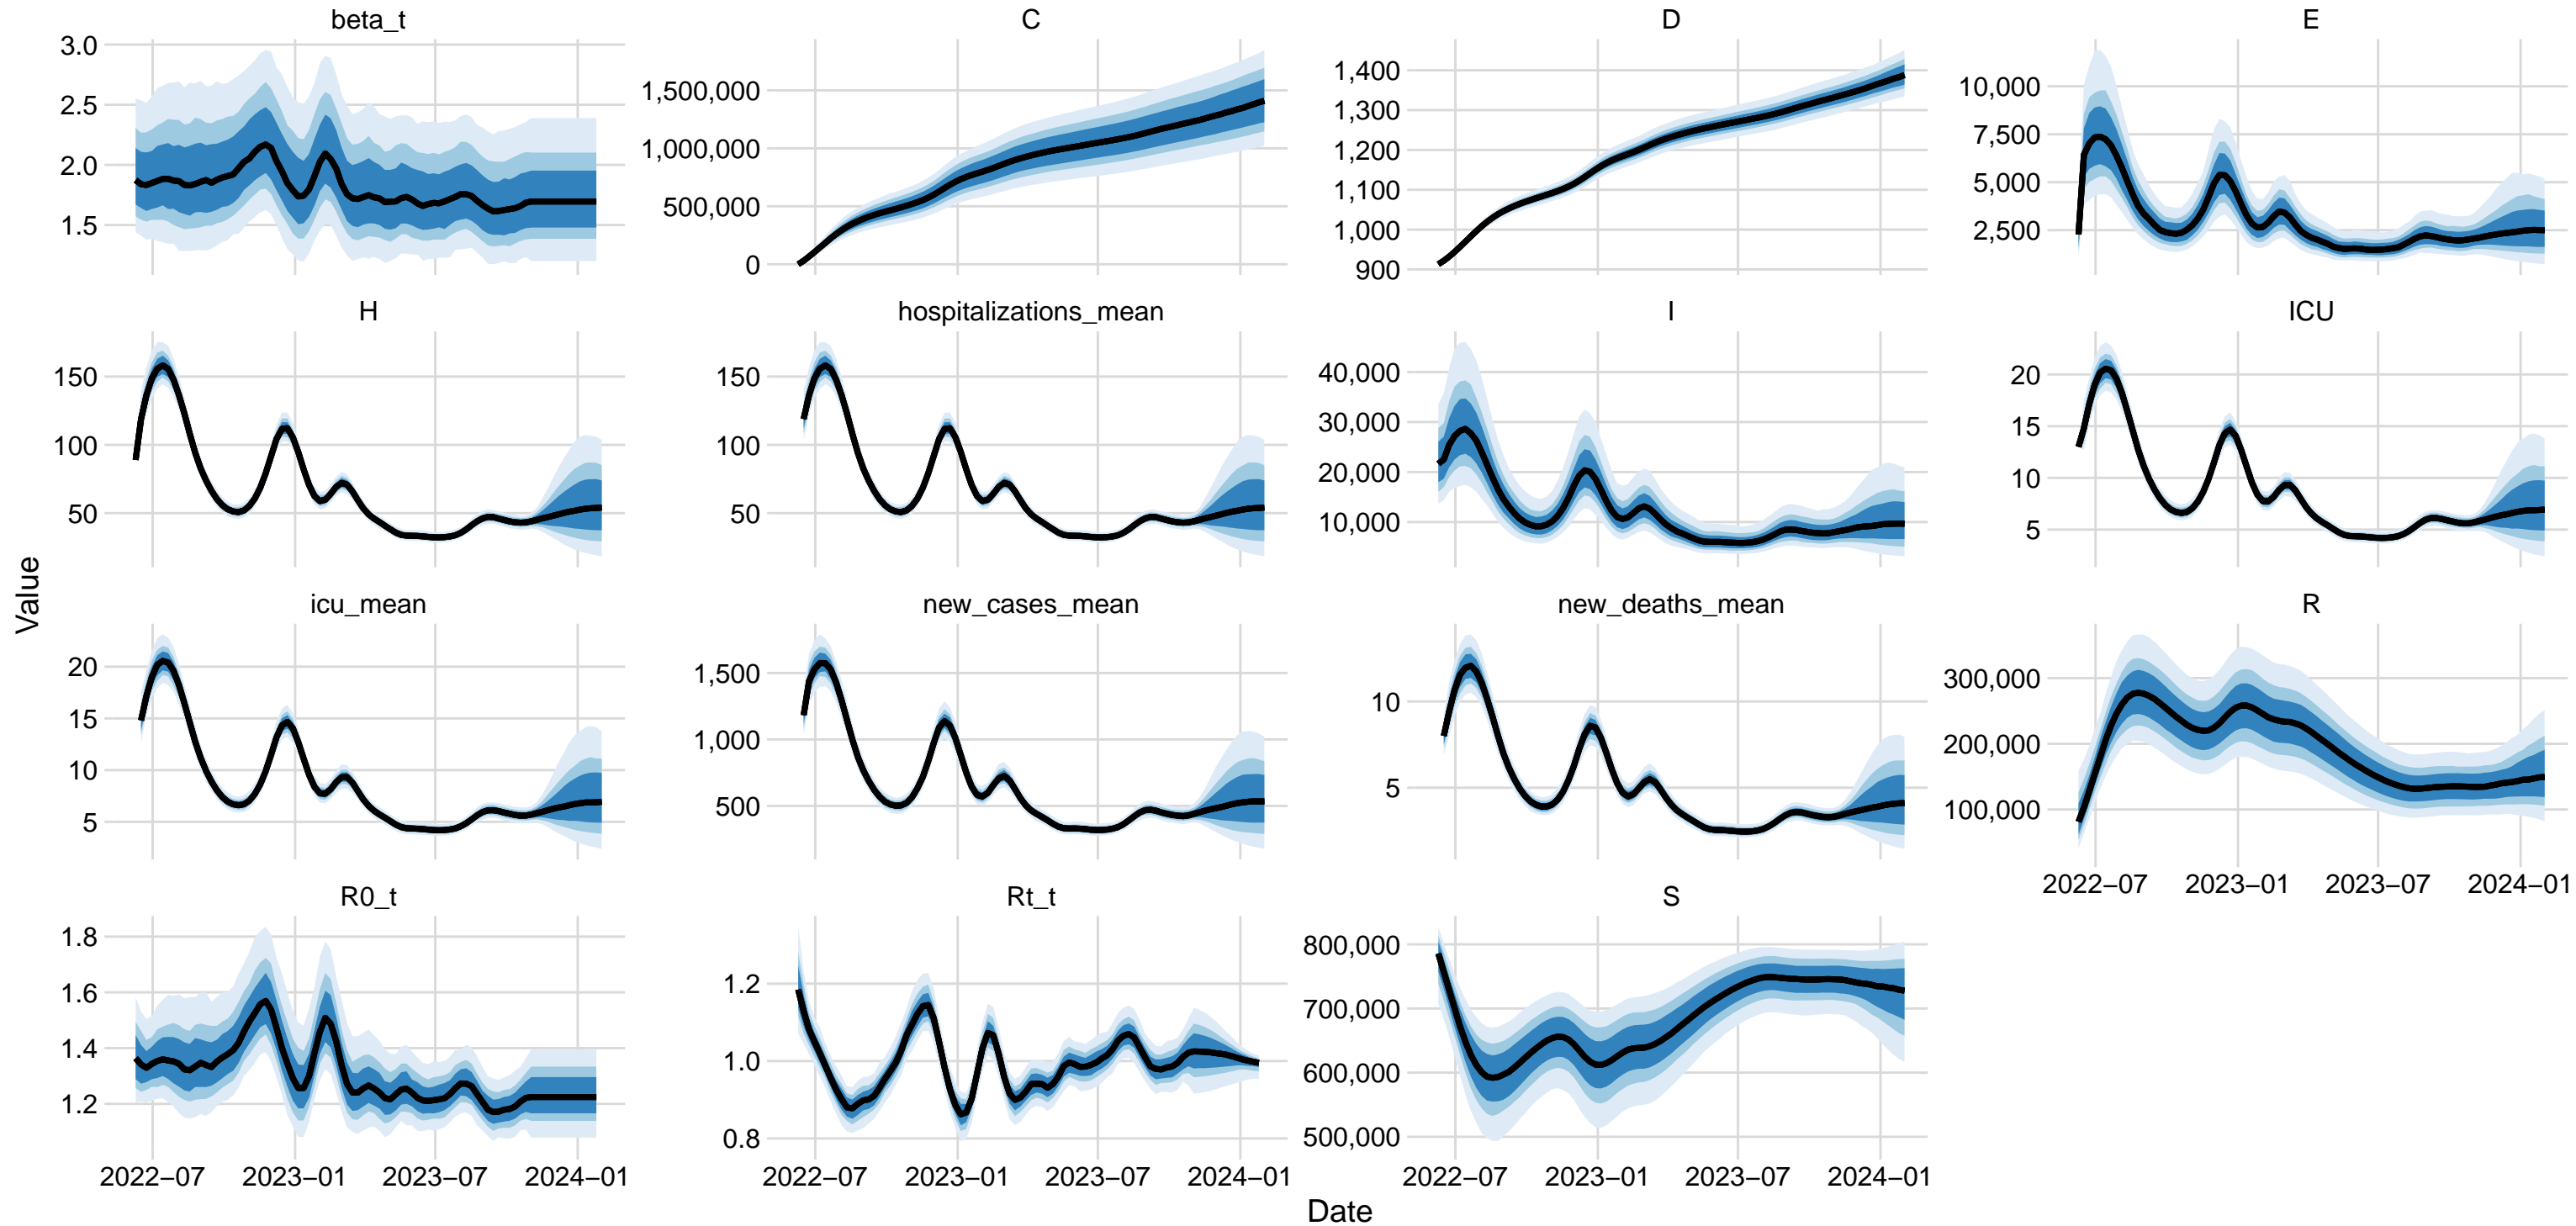 beta_t
C
D
E
3.0
2.5
2.0
1.5
1,500,000
1,000,000
500,000
0
1,400
1,300
1,200
1,100
1,000
900
10,000
7,500
5,000
2,500
H
hospitalizations_mean
I
ICU
150
100
50
150
100
50
40,000
30,000
20,000
10,000
20
15
10
5
icu_mean
new_cases_mean
new_deaths_mean
R
20
15
10
5
1,500
1,000
500
10
5
300,000
200,000
100,000
2022−07 2023−01 2023−07 2024−01
R0_t
Rt_t
S
1.8
1.6
1.4
1.2
1.2
1.0
0.8
800,000
700,000
600,000
500,000
2022−07 2023−01 2023−07 2024−01
2022−07 2023−01 2023−07 2024−01
2022−07 2023−01 2023−07 2024−01
Value
Date